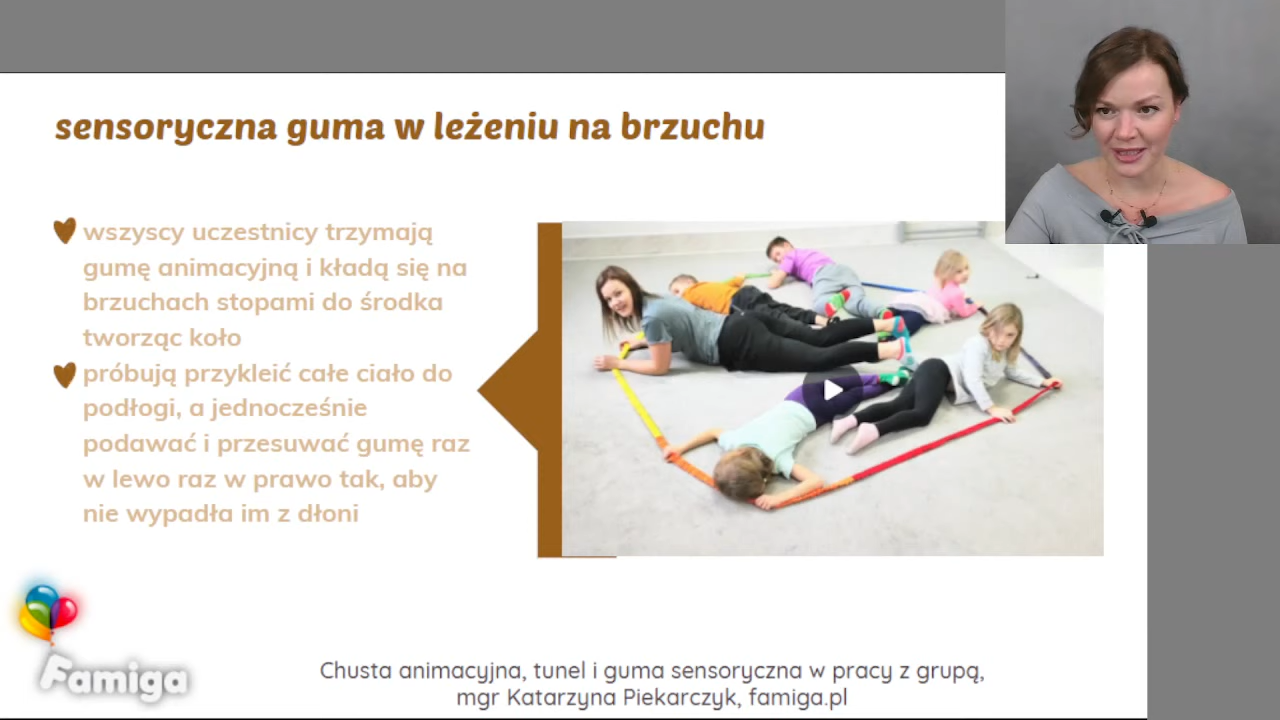 sensoryczna guma w leżeniu na brzuchu
wszyscy uczestnicy trzymają
gumę animacyjną i kładą się na
brzuchach stopami do środka
tworząc koło
próbują przykleić całe ciało do
podłogi, a jednocześnie
podawać i przesuwać gumę raz
w lewo raz w prawo tak, aby
nie wypadła im z dłoni
Famiga
Chusta animacyjna, tunel i guma sensoryczna w pracy z grupą,
mgr Katarzyna Piekarczyk, famiga.pl